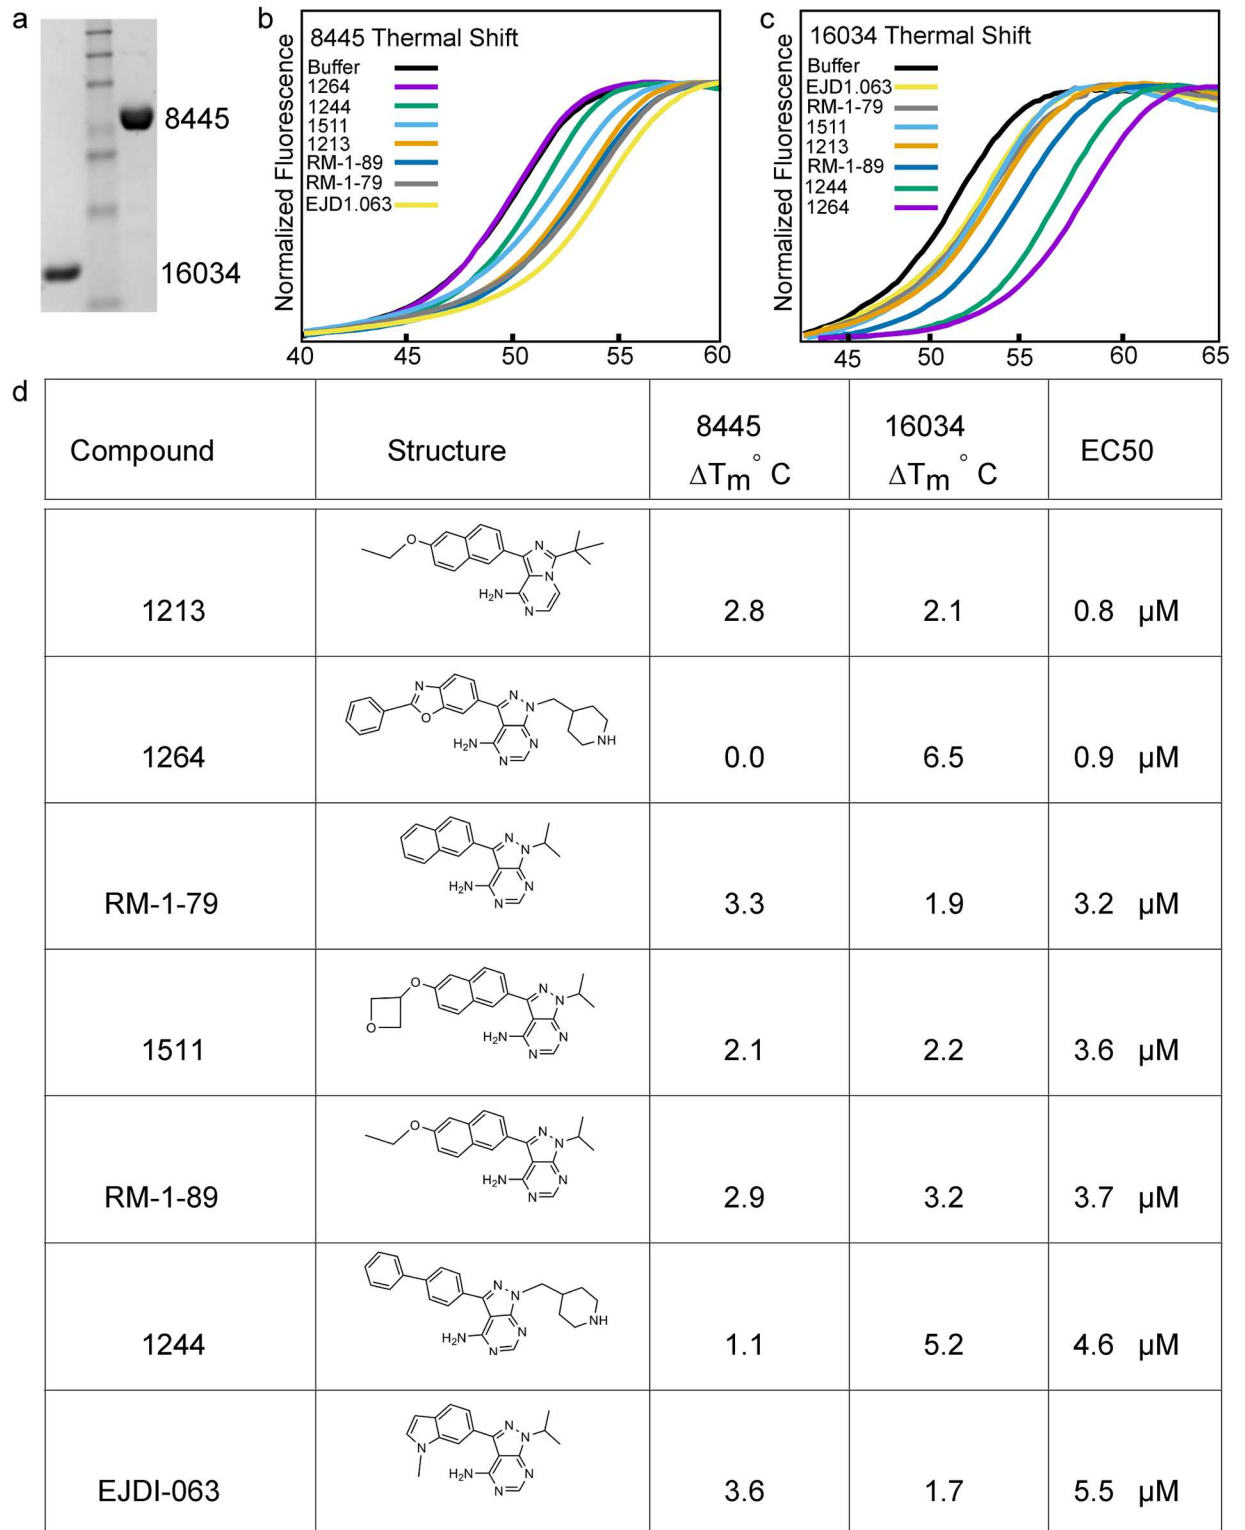 a
8445
16034
b
8445 Thermal Shift
Buffer
1264
1244
1511
1213
RM-1-89
RM-1-79
EJD1.063
Normalized Fluorescence
40 45 50 55 60
c
16034 Thermal Shift
Buffer
EJD1.063
RM-1-79
1511
1213
RM-1-89
1244
1264
Normalized Fluorescence
45 50 55 60 65
d
Compound Structure 8445 ΔTm° C 16034 ΔTm° C EC50
O N N H₂N N
1213 2.8 2.1 0.8 µM
N O N N H₂N N N NH
1264 0.0 6.5 0.9 µM
N N H₂N N N
RM-1-79 3.3 1.9 3.2 µM
O O N N H₂N N N
1511 2.1 2.2 3.6 µM
O N N H₂N N N
RM-1-89 2.9 3.2 3.7 µM
N N H₂N N N NH
1244 1.1 5.2 4.6 µM
N N N H₂N N N
EJDI-063 3.6 1.7 5.5 µM